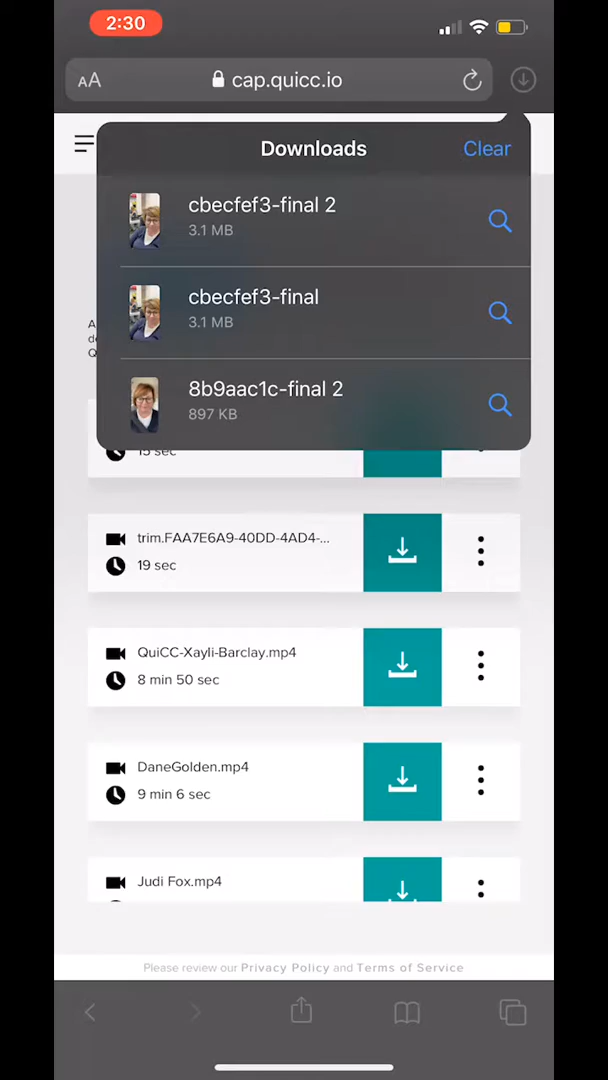 2:30
AA cap.quicc.io
Downloads Clear
cbecfef3-final 2
3.1 MB
cbecfef3-final
3.1 MB
8b9aac1c-final 2
897 KB
15 sec
trim.FAA7E6A9-40DD-4AD4-...
19 sec
QuiCC-Xayli-Barclay.mp4
8 min 50 sec
DaneGolden.mp4
9 min 6 sec
Judi Fox.mp4
Please review our Privacy Policy and Terms of Service